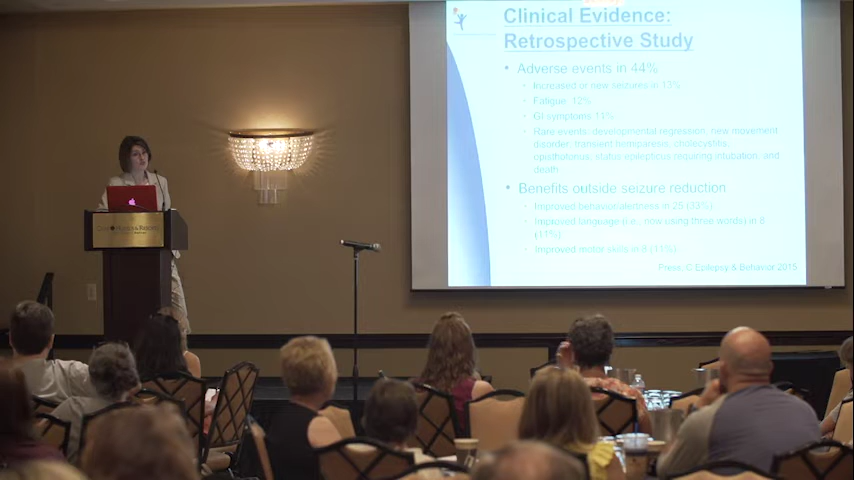 Clinical Evidence:
Retrospective Study
• Adverse events in 44%
• Increased or new seizures in 13%
• Fatigue 12%
• GI symptoms 11%
• Rare events: developmental regression, new movement
disorder, transient hemiparesis, cholecystitis,
opisthotonus, status epilepticus requiring intubation, and
death
• Benefits outside seizure reduction
• Improved behavior/alertness in 25 (33%)
• Improved language (i.e., now using three words) in 8
(11%)
• Improved motor skills in 8 (11%)
Press, C Epilepsy & Behavior 2015